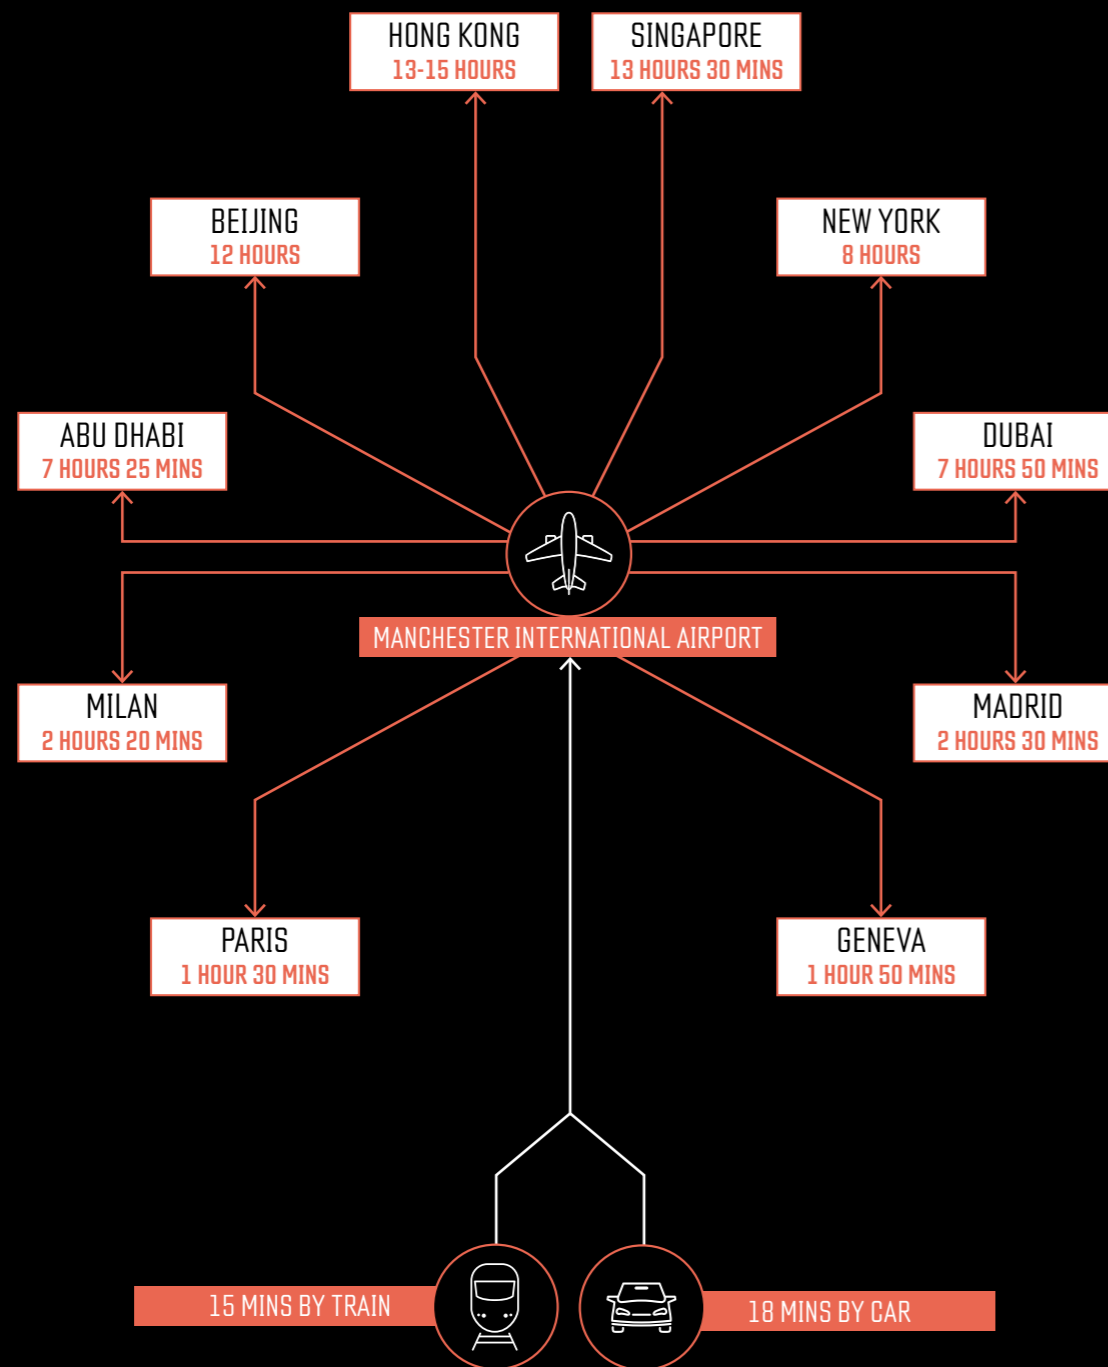 HONG KONG
13-15 HOURS
SINGAPORE
13 HOURS 30 MINS
BEIJING
12 HOURS
NEW YORK
8 HOURS
ABU DHABI
7 HOURS 25 MINS
DUBAI
7 HOURS 50 MINS
MANCHESTER INTERNATIONAL AIRPORT
MILAN
2 HOURS 20 MINS
MADRID
2 HOURS 30 MINS
PARIS
1 HOUR 30 MINS
GENEVA
1 HOUR 50 MINS
15 MINS BY TRAIN
18 MINS BY CAR